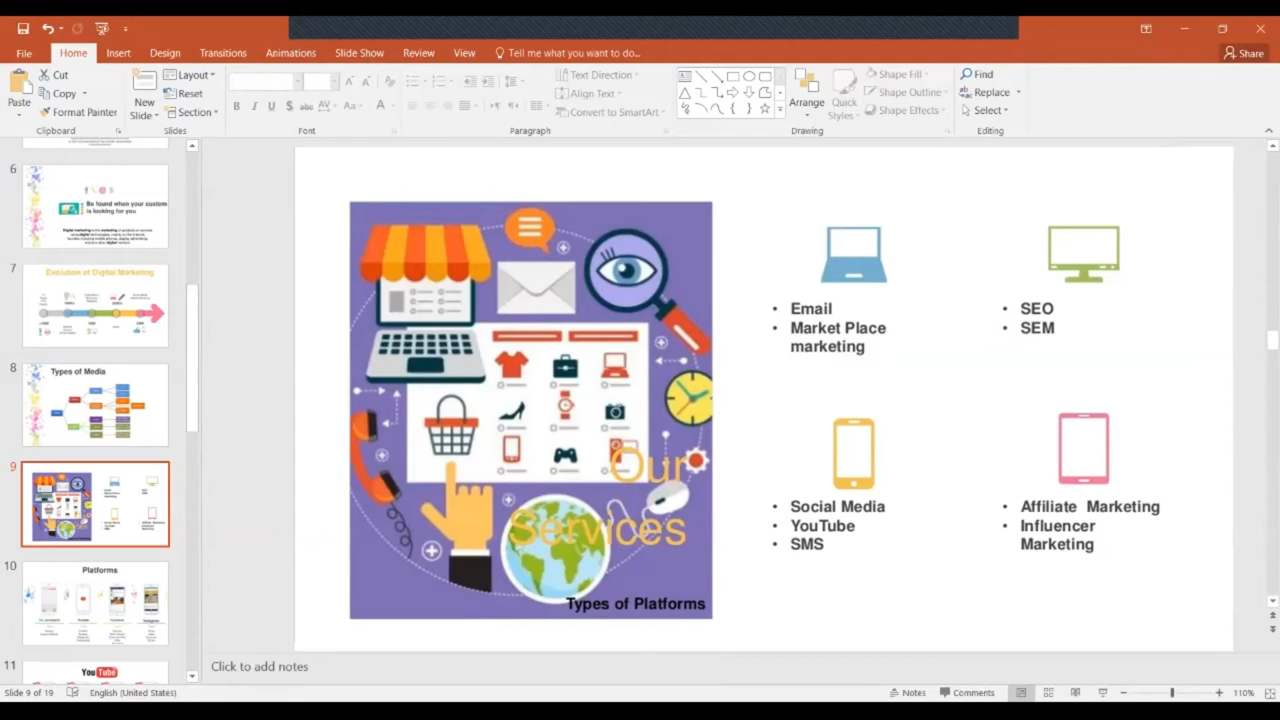 File
Home
Insert
Design
Transitions
Animations
Slide Show
Review
View
Tell me what you want to do...
Share
Paste
Cut
Copy
Format Painter
Clipboard
New
Slide
Layout
Reset
Section
Slides
Font
Text Direction
Align Text
Convert to SmartArt
Paragraph
Arrange
Quick
Styles
Shape Fill
Shape Outline
Shape Effects
Drawing
Find
Replace
Select
Editing
6
Be found when your custom
is looking for you
7
Evolution of Digital Marketing
8
Types of Media
9
10
Platforms
11
YouTube
Our
Services
Types of Platforms
• Email
• Market Place
marketing
• SEO
• SEM
• Social Media
• YouTube
• SMS
• Affiliate Marketing
• Influencer
Marketing
Click to add notes
Slide 9 of 19
English (United States)
Notes
Comments
110%